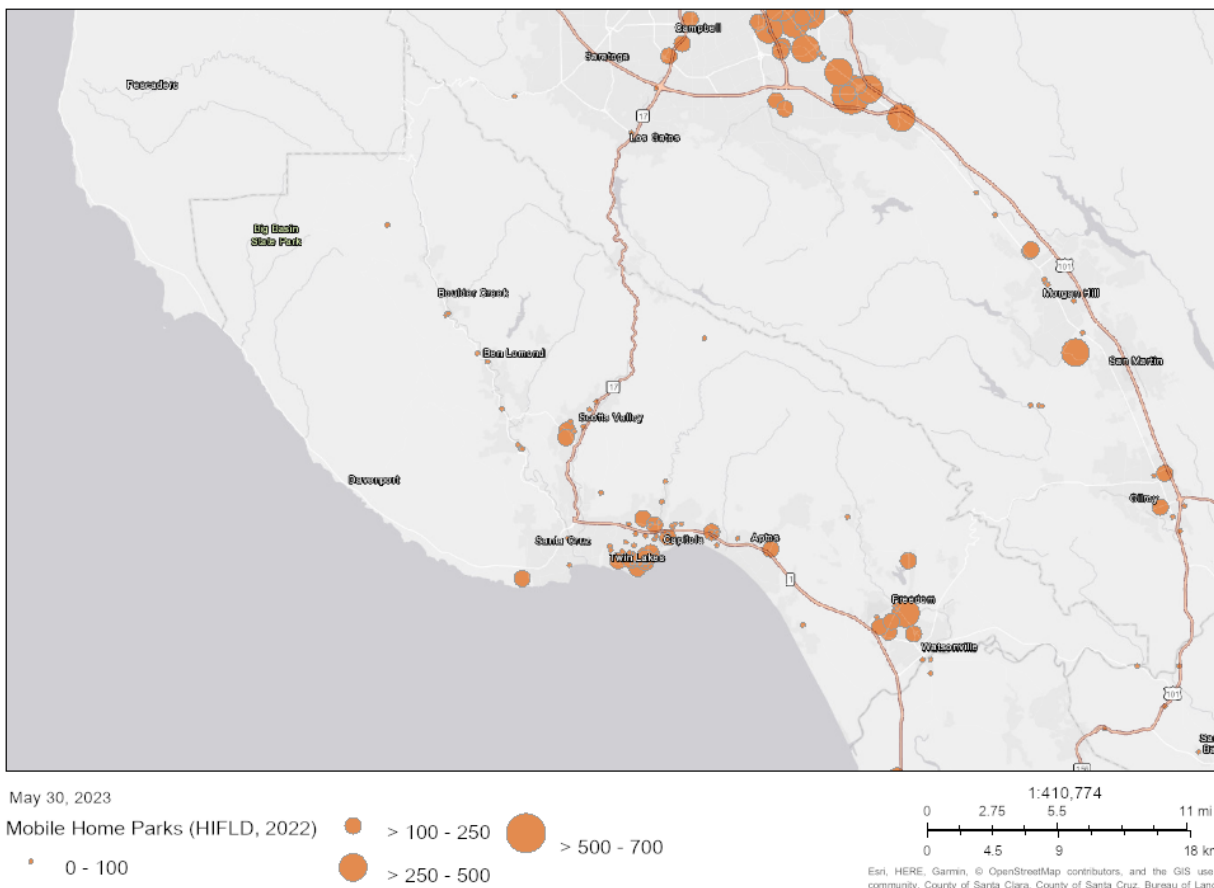 Campbell
Saratoga
Pescadero
17
Los Gatos
Big Basin
State Park
101
Boulder Creek
Morgan Hill
Ben Lomond
San Martin
17
Scotts Valley
Davenport
Gilroy
Santa Cruz
Capitola
Aptos
Twin Lakes
1
Freedom
Watsonville
101
May 30, 2023
Mobile Home Parks (HIFLD, 2022)
0 - 100
> 100 - 250
> 250 - 500
> 500 - 700
1:410,774
0 2.75 5.5 11 mi
0 4.5 9 18 km
Esri, HERE, Garmin, © OpenStreetMap contributors, and the GIS use
community, County of Santa Clara, County of Santa Cruz, Bureau of Land